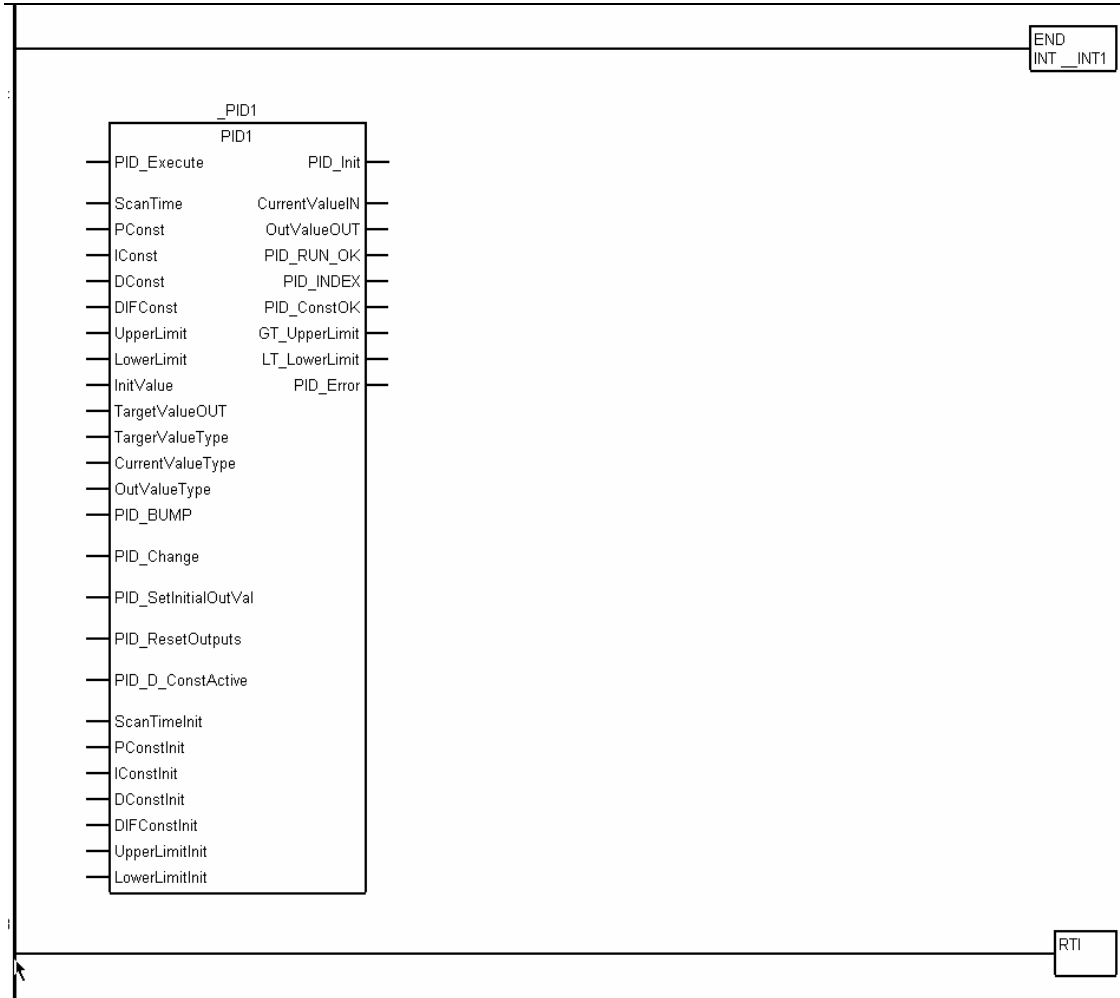 END
INT __INT1
_PID1
PID1
PID_Execute PID_Init
ScanTime CurrentValueIN
PConst OutValueOUT
IConst PID_RUN_OK
DConst PID_INDEX
DIFConst PID_ConstOK
UpperLimit GT_UpperLimit
LowerLimit LT_LowerLimit
InitValue PID_Error
TargetValueOUT
TargerValueType
CurrentValueType
OutValueType
PID_BUMP
PID_Change
PID_SetInitialOutVal
PID_ResetOutputs
PID_D_ConstActive
ScanTimeInit
PConstInit
IConstInit
DConstInit
DIFConstInit
UpperLimitInit
LowerLimitInit
RTI